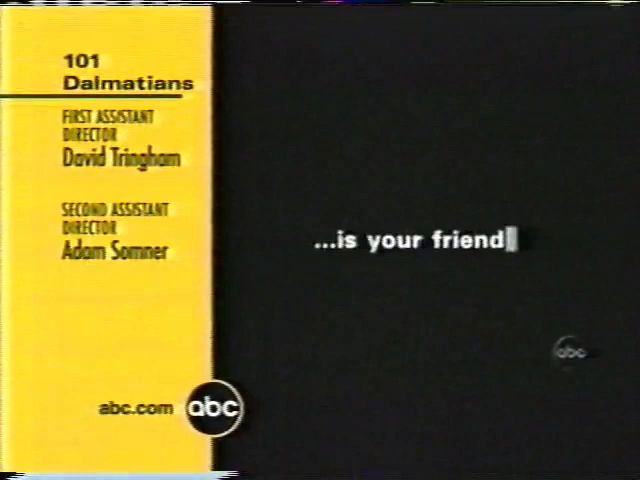 101
Dalmatians
FIRST ASSISTANT
DIRECTOR
David Tringham
SECOND ASSISTANT
DIRECTOR
Adam Somner
...is your friend
abc
abc.com abc